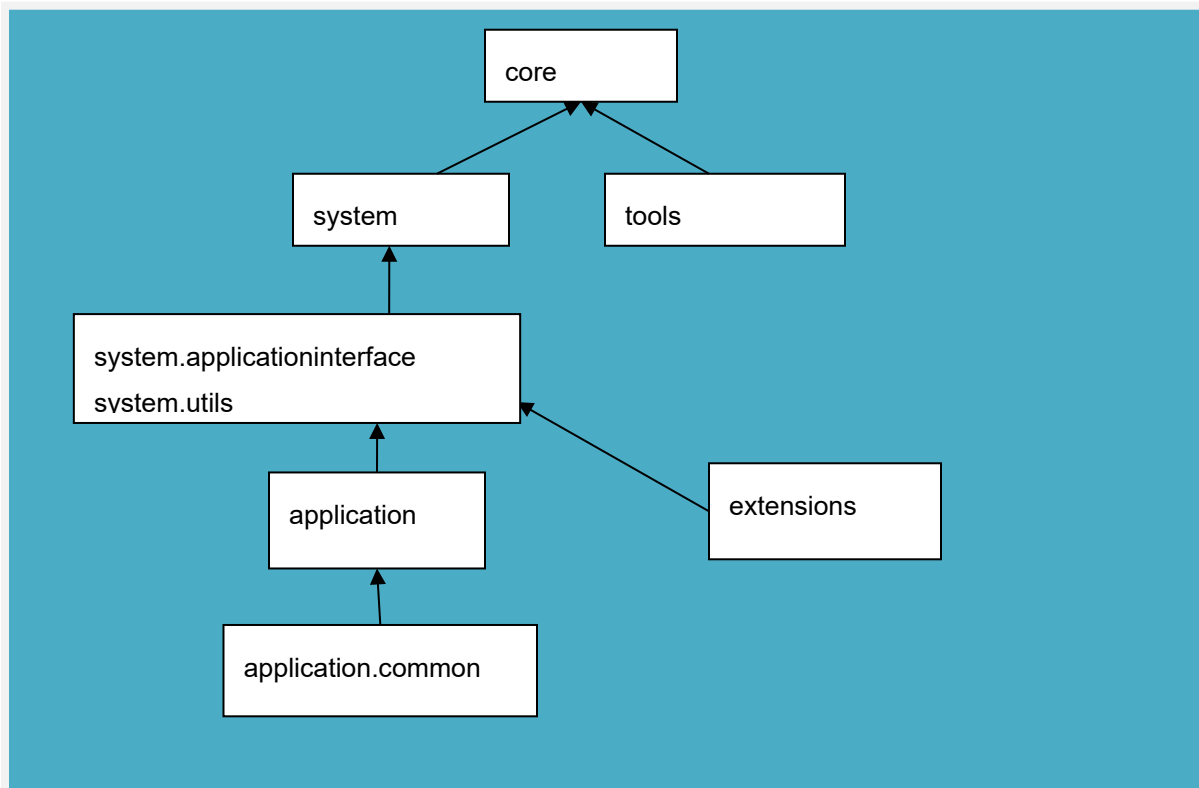 core
system
tools
system.applicationinterface
system.utils
application
extensions
application.common